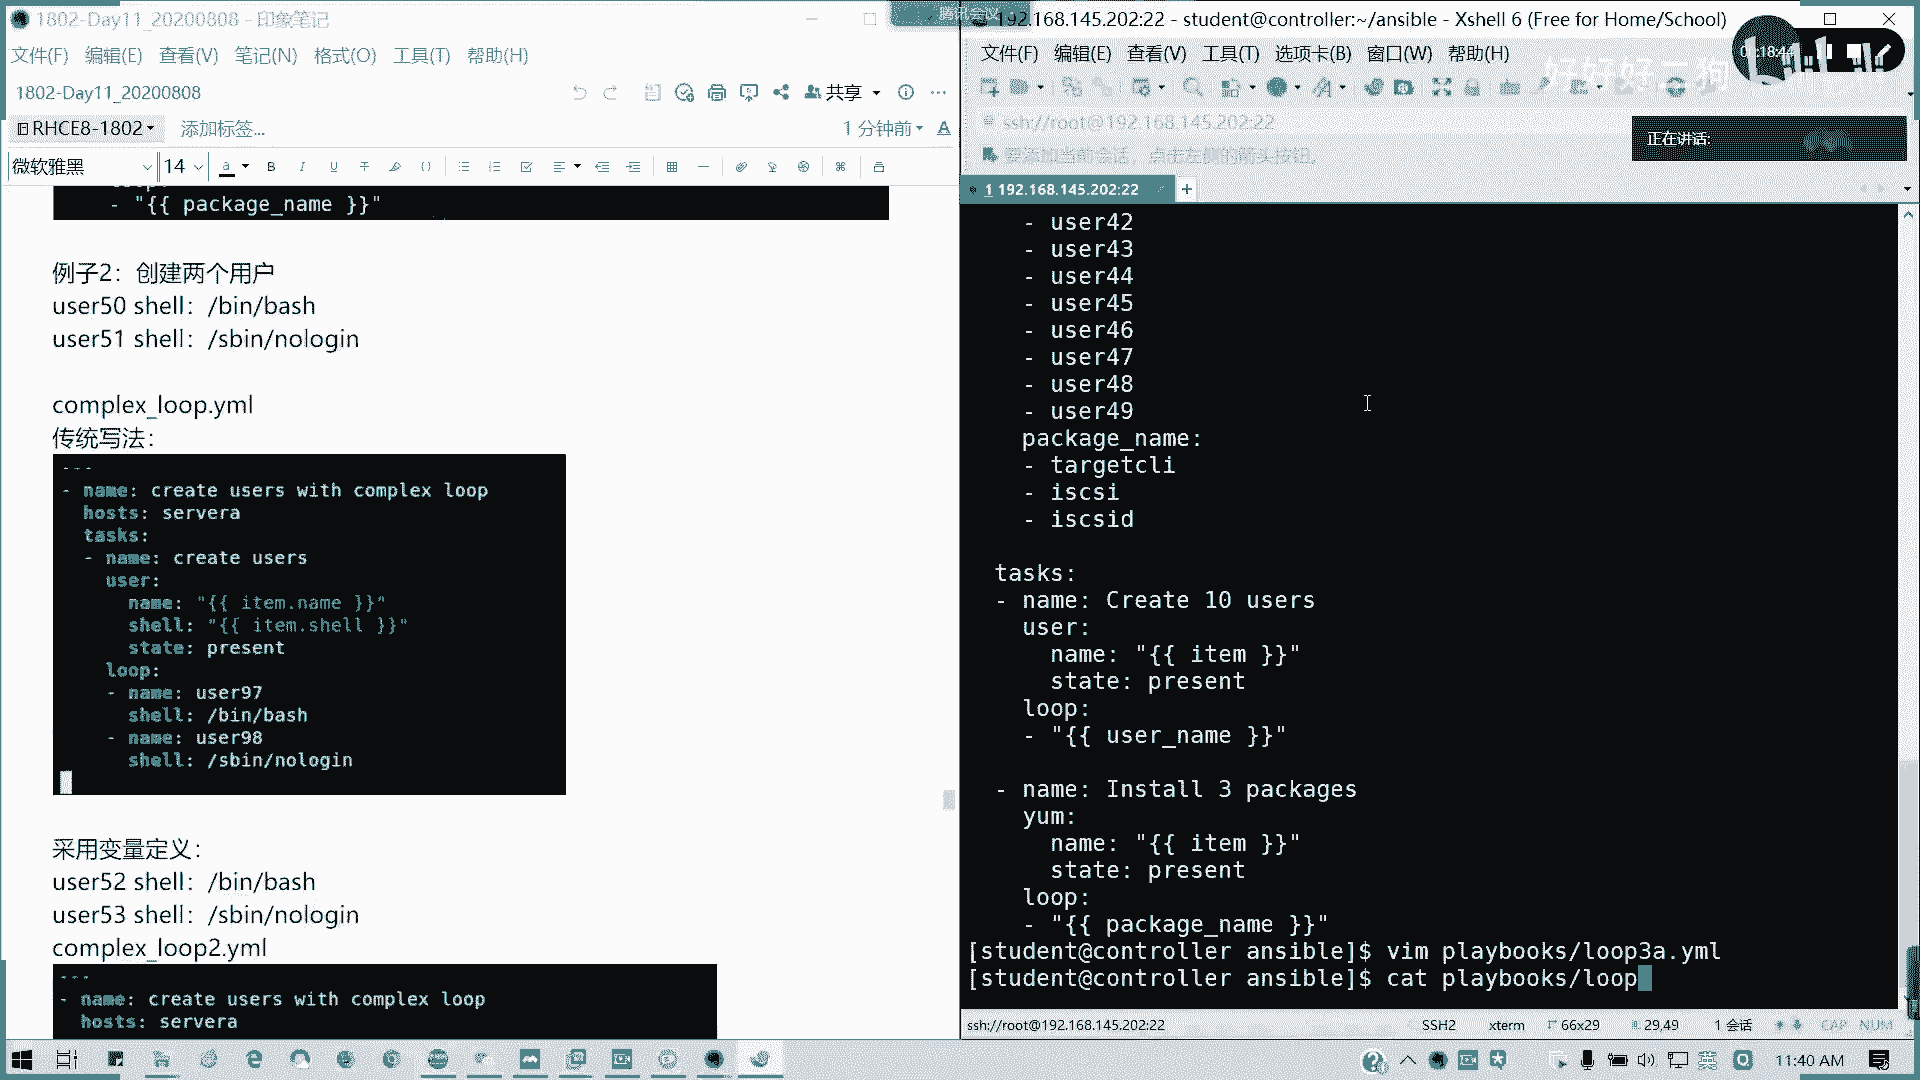 1802-Day11_20200808 - 印象笔记
文件(F) 编辑(E) 查看(V) 笔记(N) 格式(O) 工具(T) 帮助(H)
1802-Day11_20200808
共享
RHCE8-1802
添加标签...
1 分钟前
微软雅黑
14
- "{{ package_name }}"
例子2：创建两个用户
user50 shell：/bin/bash
user51 shell：/sbin/nologin
complex_loop.yml
传统写法：
---
- name: create users with complex loop
hosts: servera
tasks:
- name: create users
user:
name: "{{ item.name }}"
shell: "{{ item.shell }}"
state: present
loop:
- name: user97
shell: /bin/bash
- name: user98
shell: /sbin/nologin
采用变量定义：
user52 shell：/bin/bash
user53 shell：/sbin/nologin
complex_loop2.yml
---
- name: create users with complex loop
hosts: servera
腾讯会议
192.168.145.202:22 - student@controller:~/ansible - Xshell 6 (Free for Home/School)
文件(F) 编辑(E) 查看(V) 工具(T) 选项卡(B) 窗口(W) 帮助(H)
ssh://root@192.168.145.202:22
要添加当前会话，点击左侧的箭头按钮。
正在讲话:
1 192.168.145.202:22
- user42
- user43
- user44
- user45
- user46
- user47
- user48
- user49
package_name:
- targetcli
- iscsi
- iscsid
tasks:
- name: Create 10 users
user:
name: "{{ item }}"
state: present
loop:
- "{{ user_name }}"
- name: Install 3 packages
yum:
name: "{{ item }}"
state: present
loop:
- "{{ package_name }}"
[student@controller ansible]$ vim playbooks/loop3a.yml
[student@controller ansible]$ cat playbooks/loop
ssh://root@192.168.145.202:22
SSH2
xterm
66x29
29,49
1 会话
CAP NUM
英
11:40 AM